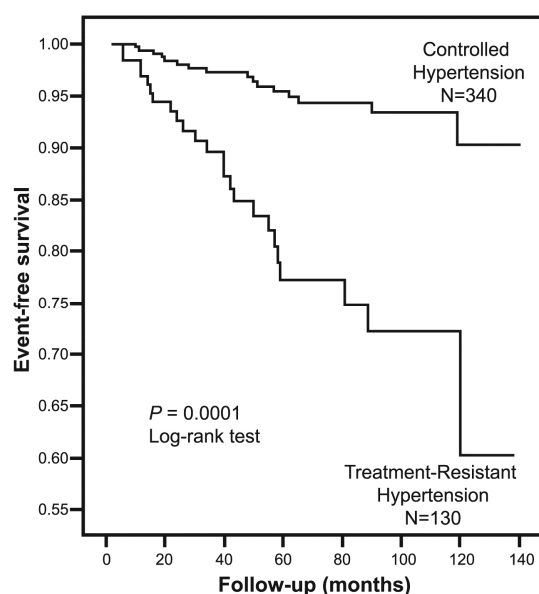 1.00
0.95
0.90
0.85
0.80
0.75
0.70
0.65
0.60
0.55
Event-free survival
Controlled
Hypertension
N=340
P = 0.0001
Log-rank test
Treatment-Resistant
Hypertension
N=130
0 20 40 60 80 100 120 140
Follow-up (months)